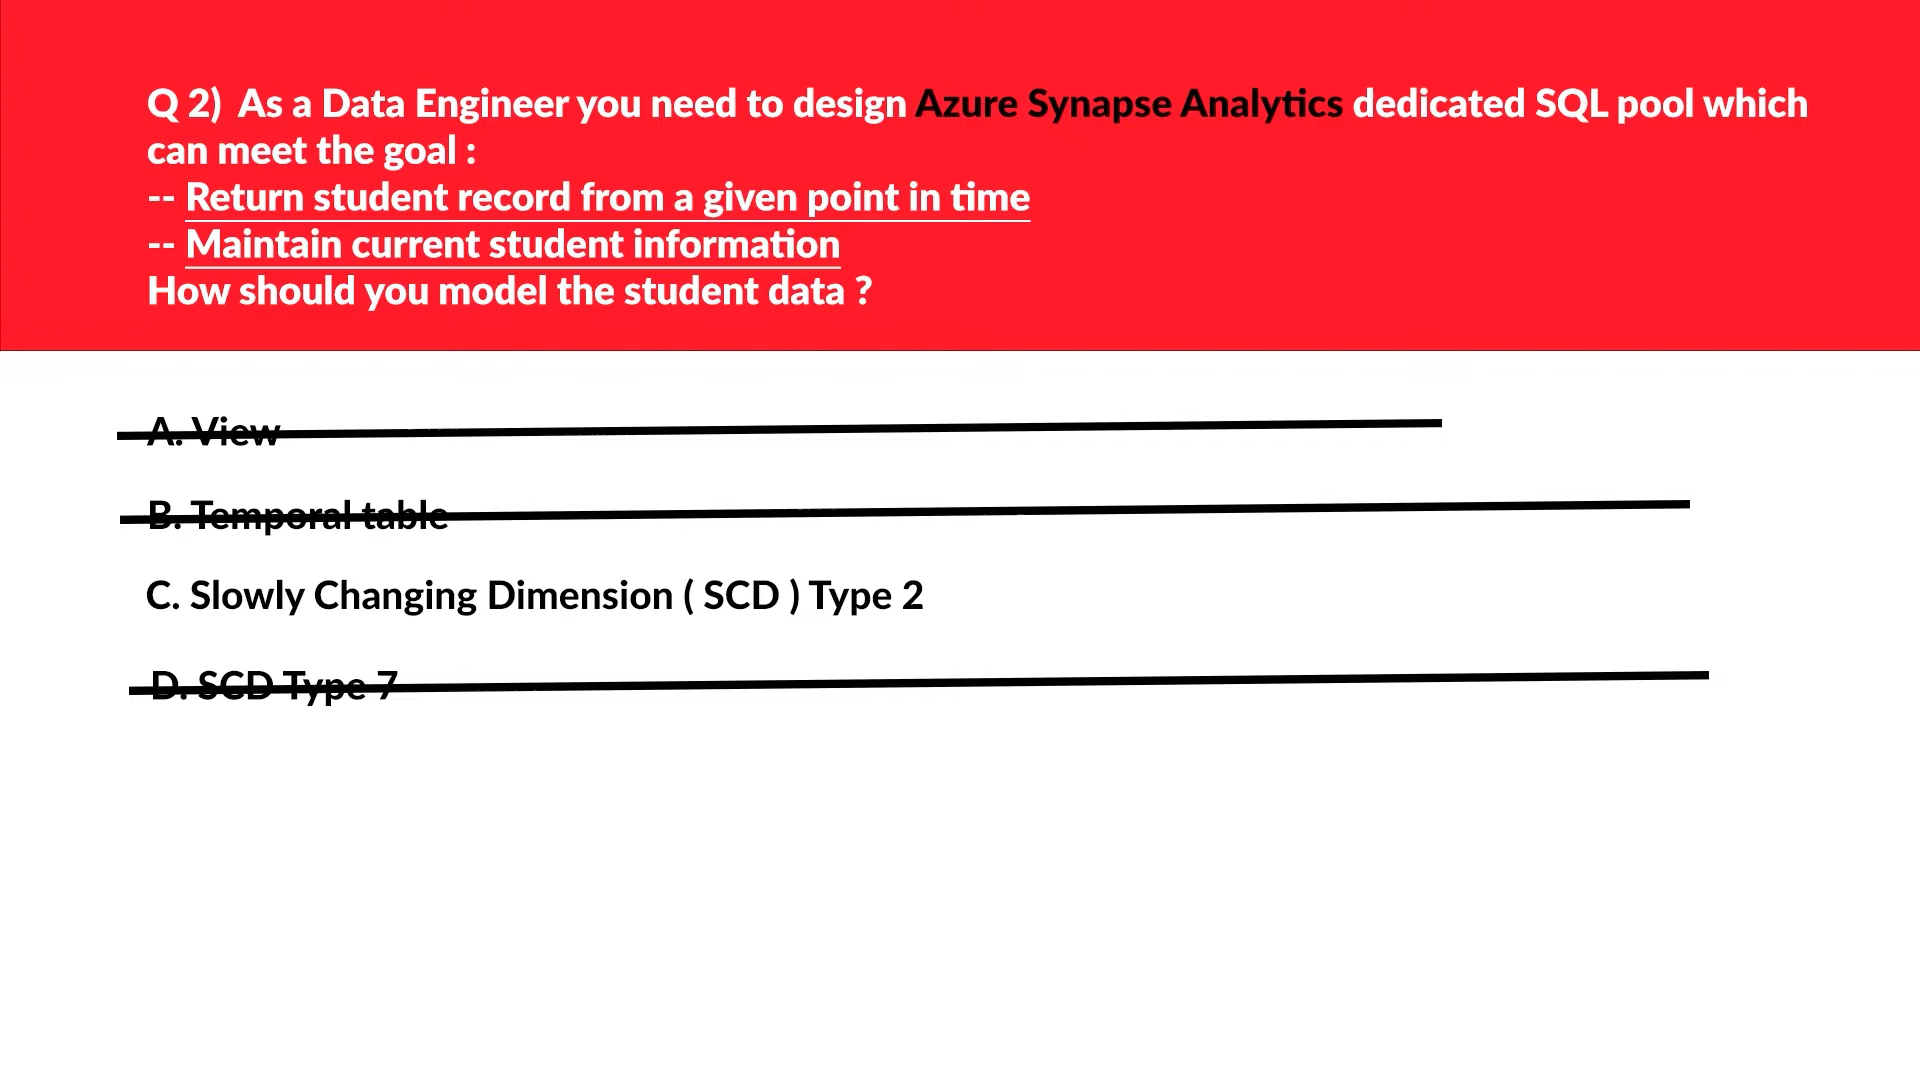 Q 2) As a Data Engineer you need to design Azure Synapse Analytics dedicated SQL pool which
can meet the goal :
-- Return student record from a given point in time
-- Maintain current student information
How should you model the student data ?
A. View
B. Temporal table
C. Slowly Changing Dimension ( SCD ) Type 2
D. SCD Type 7